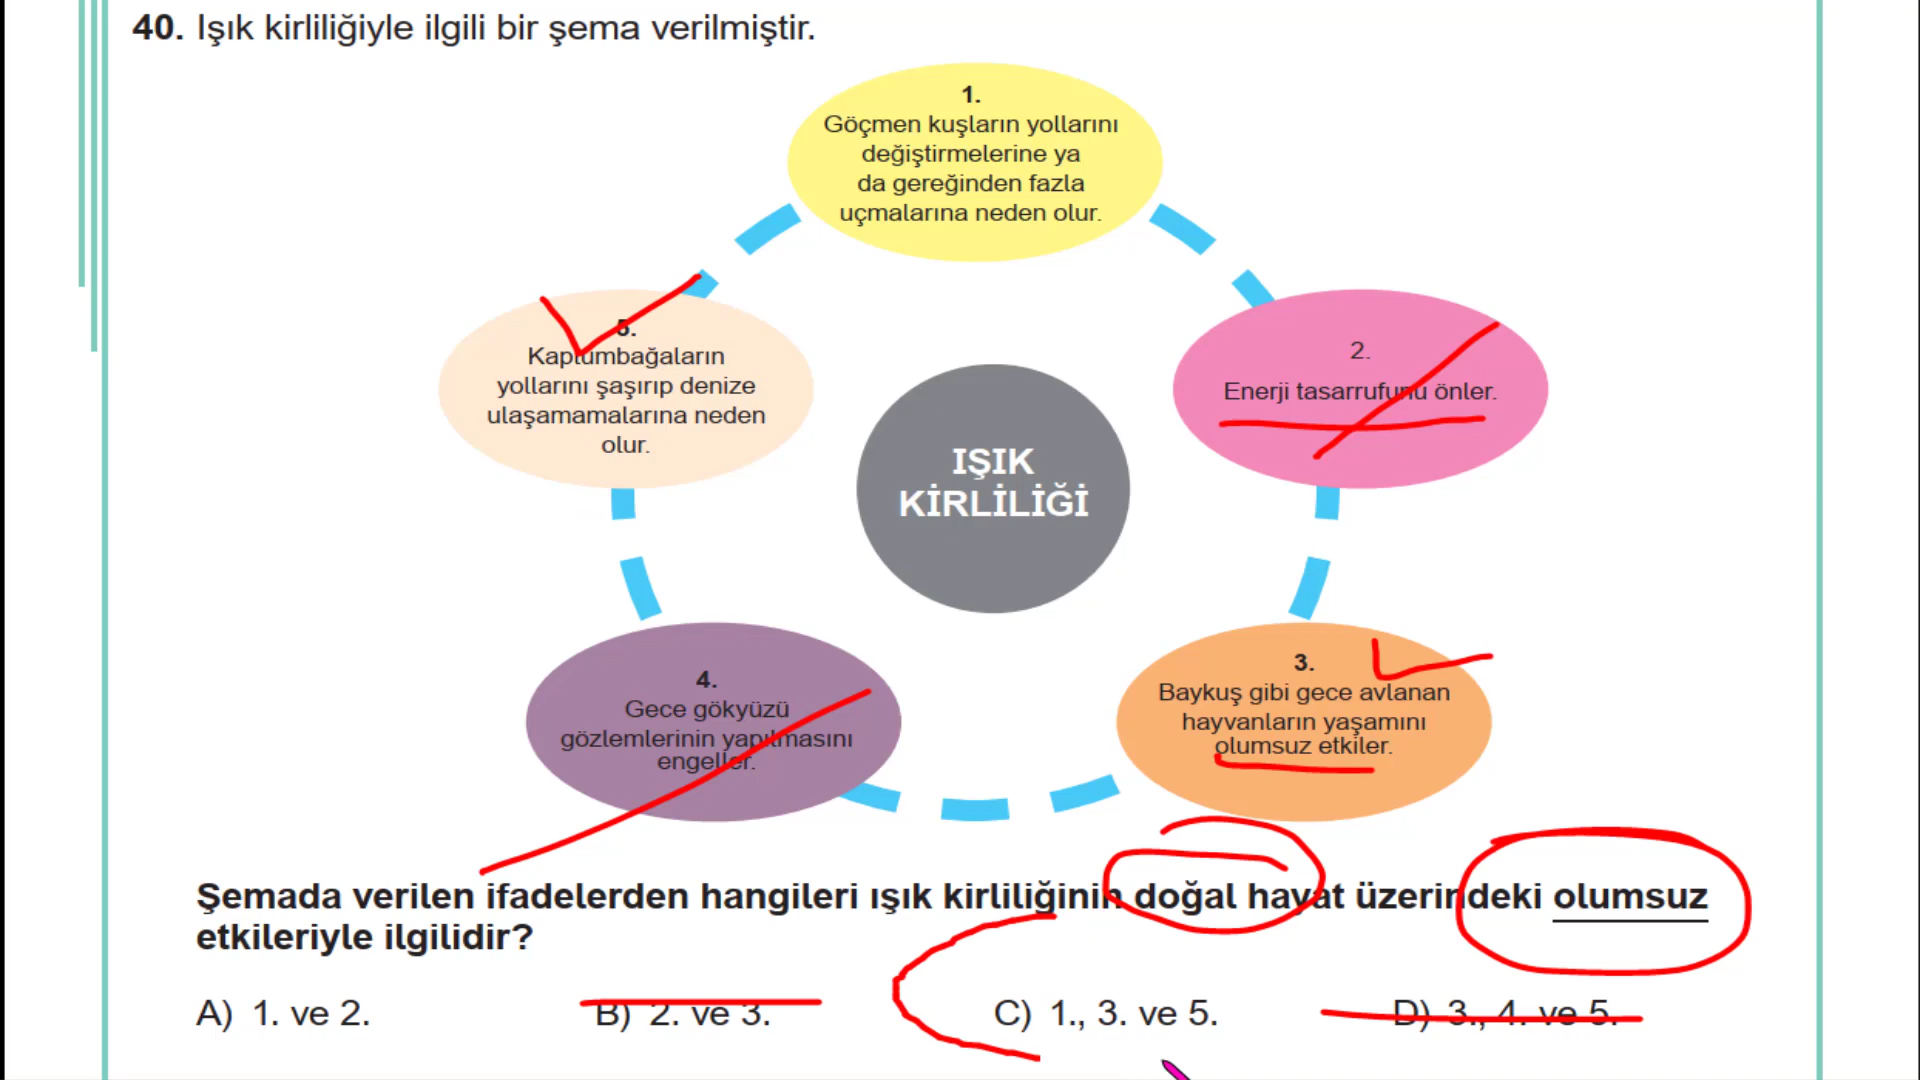 40. Işık kirliliğiyle ilgili bir şema verilmiştir.
1.
Göçmen kuşların yollarını
değiştirmelerine ya
da gereğinden fazla
uçmalarına neden olur.
2.
Enerji tasarrufunu önler.
3.
Baykuş gibi gece avlanan
hayvanların yaşamını
olumsuz etkiler.
4.
Gece gökyüzü
gözlemlerinin yapılmasını
engeller.
5.
Kaplumbağaların
yollarını şaşırıp denize
ulaşamamalarına neden
olur.
IŞIK
KİRLİLİĞİ
Şemada verilen ifadelerden hangileri ışık kirliliğinin doğal hayat üzerindeki olumsuz
etkileriyle ilgilidir?
A) 1. ve 2. B) 2. ve 3. C) 1., 3. ve 5. D) 3., 4. ve 5.